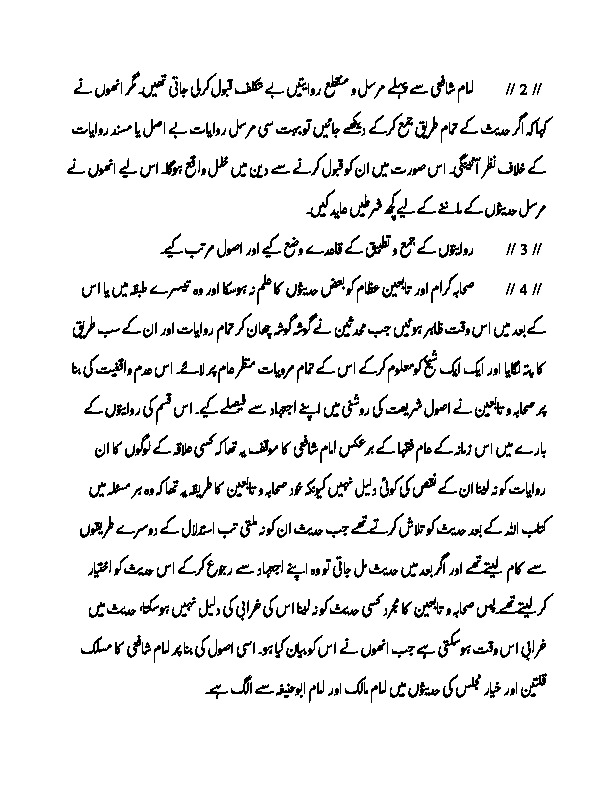 // 2 // امام شافعی سے پہلے مرسل و منقطع روایتیں بے تکلف قبول کر لی جاتی تھیں۔ مگر انھوں نے
کہا کہ اگر حدیث کے تمام طریق جمع کر کے دیکھے جائیں تو بہت سی مرسل روایات بے اصل یا مسند روایات
کے خلاف نظر آئینگی۔ اس صورت میں ان کو قبول کرنے سے دین میں خلل واقع ہوگا۔ اس لیے انھوں نے
مرسل حدیثوں کے ماننے کے لیے کچھ شرطیں عاید کیں۔
// 3 // روایتوں کے جمع و تطبیق کے قاعدے وضع کیے اور اصول مرتب کیے۔
// 4 // صحابہ کرام اور تابعین عظام کو بعض حدیثوں کا علم نہ ہوسکا اور وہ تیسرے طبقہ میں یا اس
کے بعد میں اس وقت ظاہر ہوئیں جب محدثین نے گوشہ گوشہ چھان کر تمام روایات اور ان کے سب طریق
کا پتہ لگایا اور ایک ایک شیخ کو معلوم کر کے اس کے تمام مرویات منظر عام پر لائے۔ اس عدم واقفیت کی بنا
پر صحابہ و تابعین نے اصول شریعت کی روشنی میں اپنے اجتہاد سے فیصلے کیے۔ اس قسم کی روایتوں کے
بارے میں اس زمانہ کے عام فقہا کے برعکس امام شافعی کا موقف یہ تھا کہ کسی علاقہ کے لوگوں کا ان
روایات کو نہ لینا ان کے نقص کی کوئی دلیل نہیں کیونکہ خود صحابہ و تابعین کا طریقہ یہ تھا کہ وہ ہر مسئلہ میں
کتاب اللہ کے بعد حدیث کو تلاش کرتے تھے جب حدیث ان کو نہ ملتی تب استدلال کے دوسرے طریقوں
سے کام لیتے تھے اور اگر بعد میں حدیث مل جاتی تو وہ اپنے اجتہاد سے رجوع کر کے اس حدیث کو اختیار
کر لیتے تھے پس صحابہ و تابعین کا مجرد کسی حدیث کو نہ لینا اس کی خرابی کی دلیل نہیں ہوسکتا، حدیث میں
خرابی اس وقت ہوسکتی ہے جب انھوں نے اس کو بیان کیا ہو۔ اسی اصول کی بنا پر امام شافعی کا مسلک
قلتین اور خیار مجلس کی حدیثوں میں امام مالک اور امام ابوحنیفہ سے الگ ہے۔